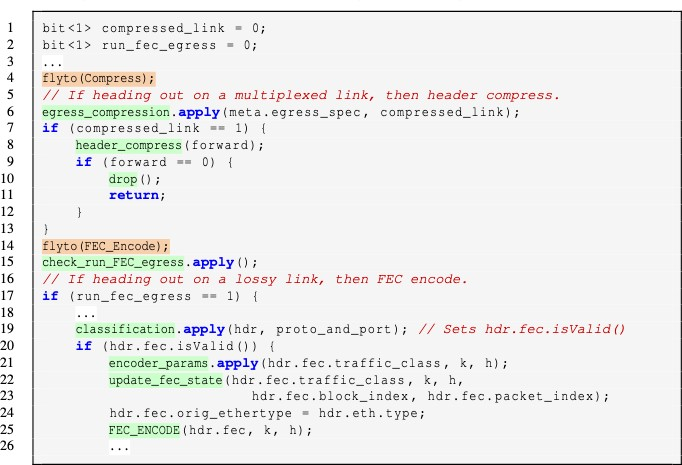 1 bit<1> compressed_link = 0;
2 bit<1> run_fec_egress = 0;
3 ...
4 flyto(Compress);
5 // If heading out on a multiplexed link, then header compress.
6 egress_compression.apply(meta.egress_spec, compressed_link);
7 if (compressed_link == 1) {
8 header_compress(forward);
9 if (forward == 0) {
10 drop();
11 return;
12 }
13 }
14 flyto(FEC_Encode);
15 check_run_FEC_egress.apply();
16 // If heading out on a lossy link, then FEC encode.
17 if (run_fec_egress == 1) {
18 ...
19 classification.apply(hdr, proto_and_port); // Sets hdr.fec.isValid()
20 if (hdr.fec.isValid()) {
21 encoder_params.apply(hdr.fec.traffic_class, k, h);
22 update_fec_state(hdr.fec.traffic_class, k, h,
23 hdr.fec.block_index, hdr.fec.packet_index);
24 hdr.fec.orig_ethertype = hdr.eth.type;
25 FEC_ENCODE(hdr.fec, k, h);
26 ...